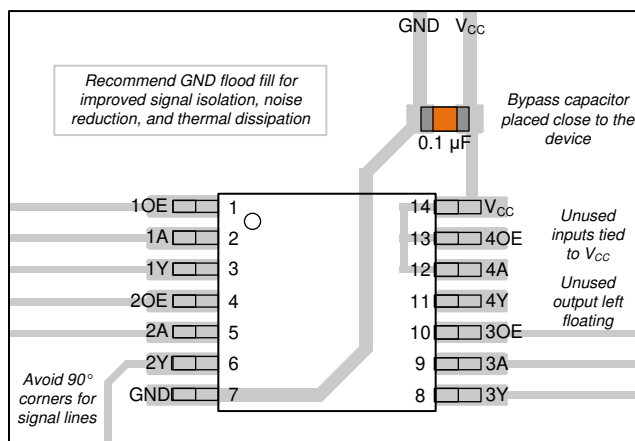 GND VCC
Recommend GND flood fill for
improved signal isolation, noise
reduction, and thermal dissipation
Bypass capacitor
placed close to the
device
0.1 µF
1OE 1 14 VCC
1A 2 13 4OE
1Y 3 12 4A
2OE 4 11 4Y
2A 5 10 3OE
2Y 6 9 3A
GND 7 8 3Y
Unused
inputs tied
to VCC
Unused
output left
floating
Avoid 90°
corners for
signal lines